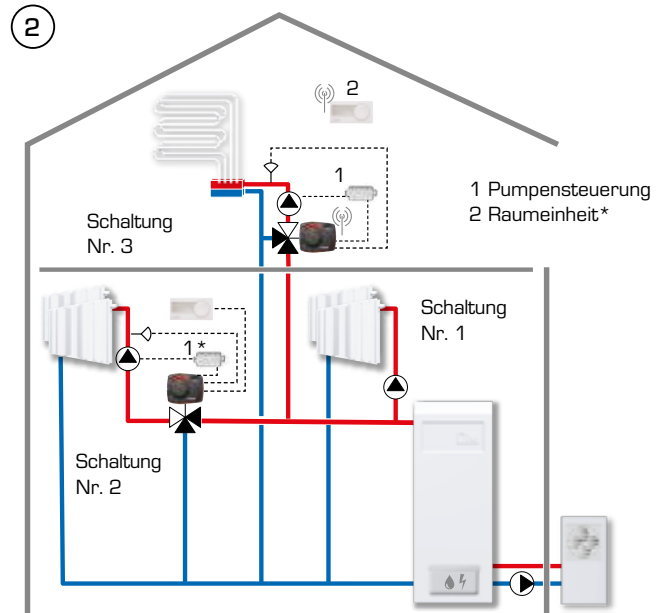 2
2
1
1 Pumpensteuerung
2 Raumeinheit*
Schaltung
Nr. 3
Schaltung
Nr. 1
1*
Schaltung
Nr. 2